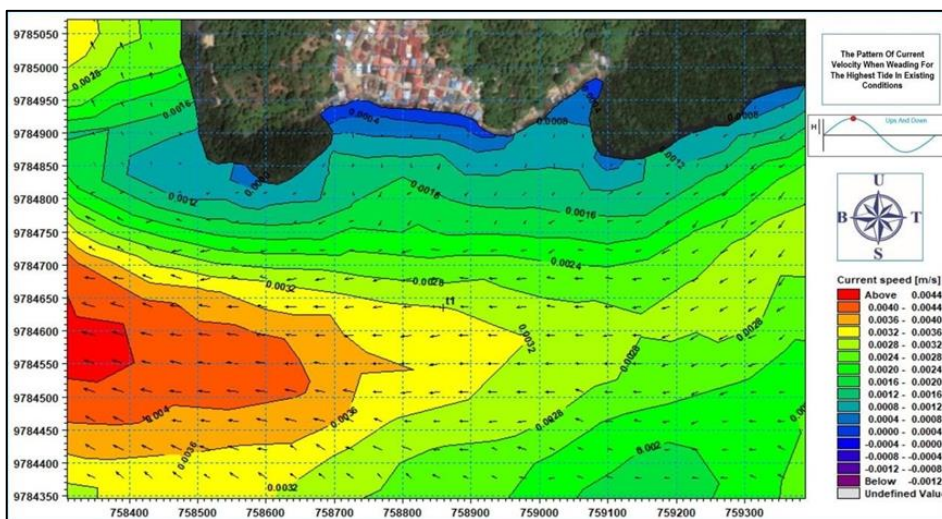 The Pattern Of Current
Velocity When Weading For
The Highest Tide In Existing
Conditions
H
Ups And Down
U
B T
S
Current speed [m/s]
Above 0.0044
0.0040 - 0.0044
0.0036 - 0.0040
0.0032 - 0.0036
0.0028 - 0.0032
0.0024 - 0.0028
0.0020 - 0.0024
0.0016 - 0.0020
0.0012 - 0.0016
0.0008 - 0.0012
0.0004 - 0.0008
0.0000 - 0.0004
-0.0004 - 0.0000
-0.0008 - -0.0004
-0.0012 - -0.0008
Below -0.0012
Undefined Value
9785050
9785000
9784950
9784900
9784850
9784800
9784750
9784700
9784650
9784600
9784550
9784500
9784450
9784400
9784350
758400 758500 758600 758700 758800 758900 759000 759100 759200 759300
0.0028
0.0016
0.0004
0.0008
0.0008
0.0012
0.0012
0.0016
0.0016
0.0024
0.0028
0.0032
t1
0.0032
0.0028
0.0028
0.004
0.0036
0.0028
0.0036
0.0032
0.002